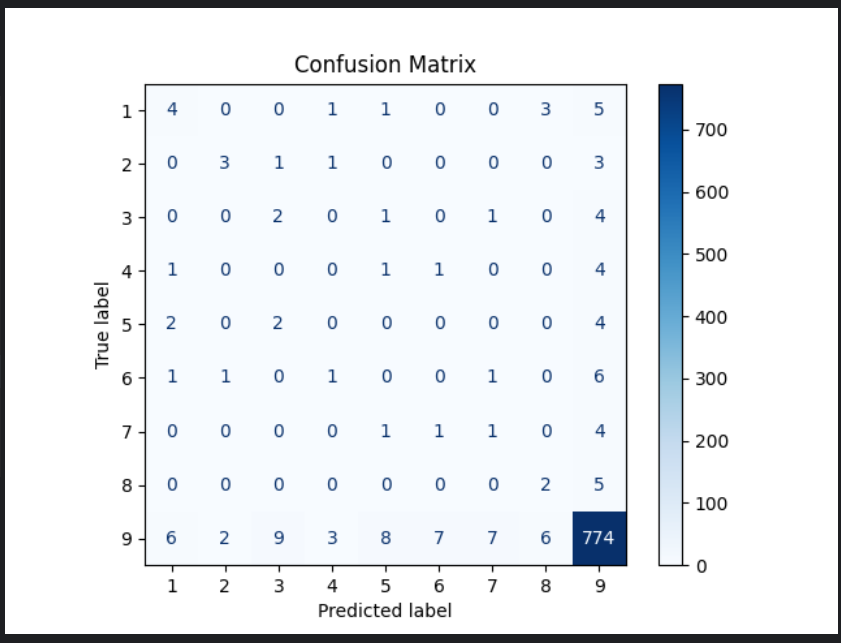 Confusion Matrix
1 4 0 0 1 1 0 0 3 5
2 0 3 1 1 0 0 0 0 3
3 0 0 2 0 1 0 1 0 4
4 1 0 0 0 1 1 0 0 4
5 2 0 2 0 0 0 0 0 4
6 1 1 0 1 0 0 1 0 6
7 0 0 0 0 1 1 1 0 4
8 0 0 0 0 0 0 0 2 5
9 6 2 9 3 8 7 7 6 774
1 2 3 4 5 6 7 8 9
Predicted label
True label
700
600
500
400
300
200
100
0